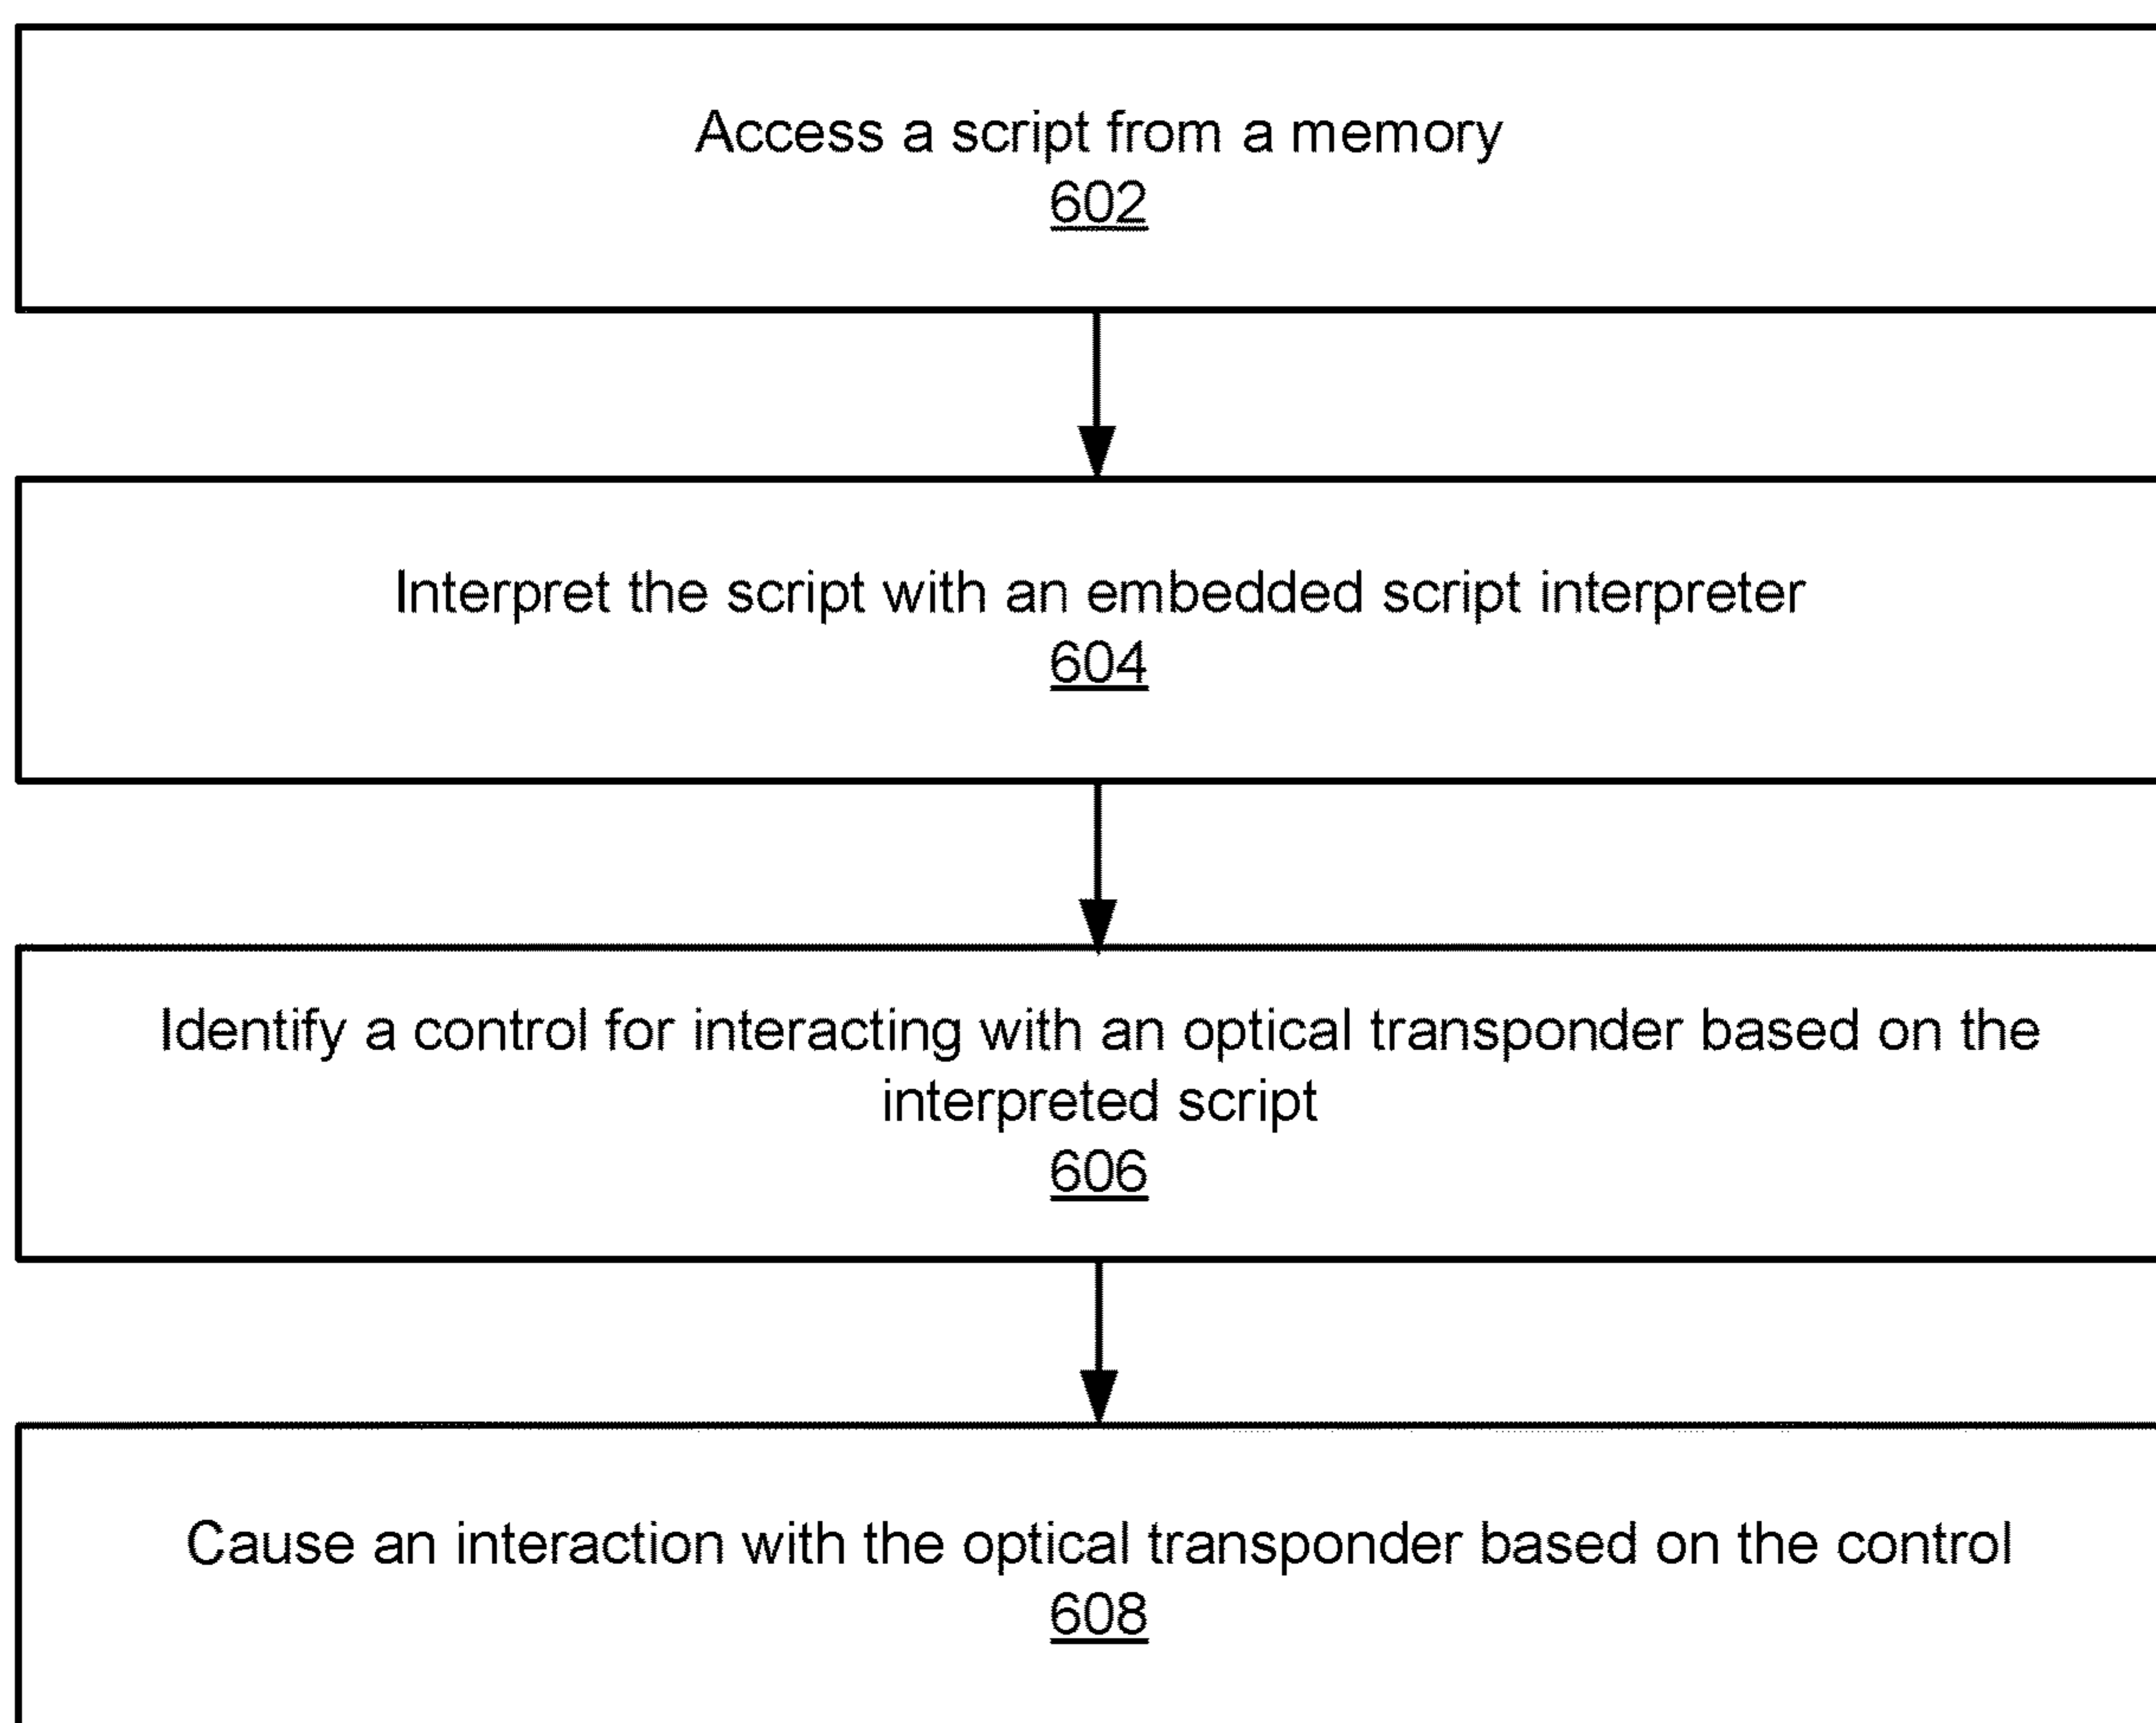 Access a script from a memory
602
Interpret the script with an embedded script interpreter
604
Identify a control for interacting with an optical transponder based on the
interpreted script
606
Cause an interaction with the optical transponder based on the control
608